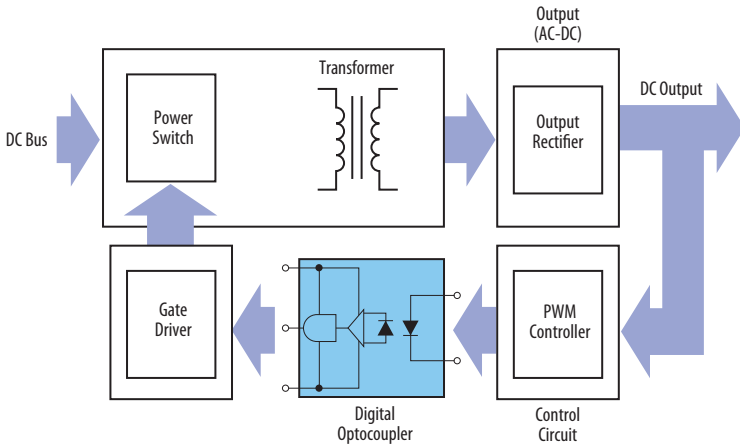 Output
(AC-DC)
Transformer
DC Output
Power
Switch
Output
Rectifier
DC Bus
Gate
Driver
PWM
Controller
Digital
Optocoupler
Control
Circuit